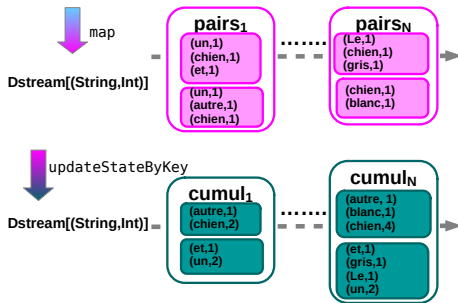 map
Dstream[(String,Int)]
pairs1
(un,1)
(chien,1)
(et,1)
(un,1)
(autre,1)
(chien,1)
........
pairsN
(Le,1)
(chien,1)
(gris,1)
(chien,1)
(blanc,1)
updateStateByKey
Dstream[(String,Int)]
cumul1
(autre,1)
(chien,2)
(et,1)
(un,2)
........
cumulN
(autre, 1)
(blanc,1)
chien,4)
(et,1)
(gris,1)
(Le,1)
(un,2)